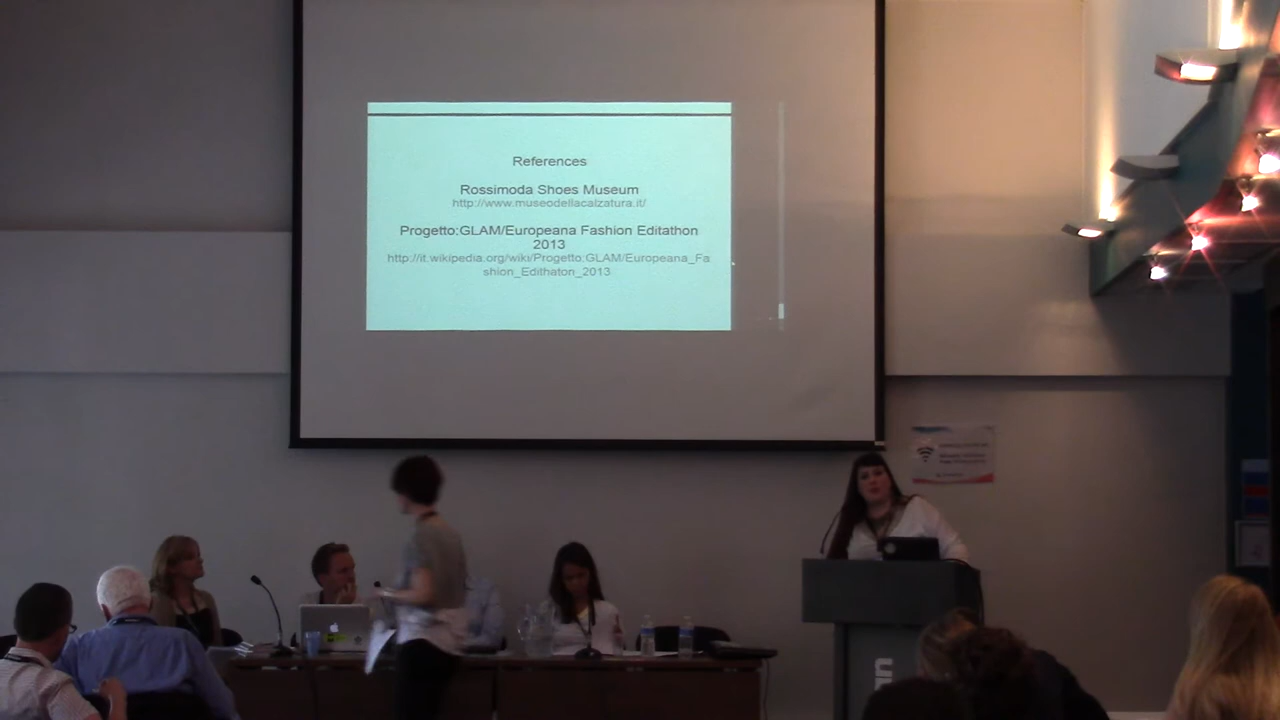 References
Rossimoda Shoes Museum
http://www.museodellacalzatura.it/
Progetto:GLAM/Europeana Fashion Editathon
2013
http://it.wikipedia.org/wiki/Progetto:GLAM/Europeana_Fa
shion_Edithaton_2013